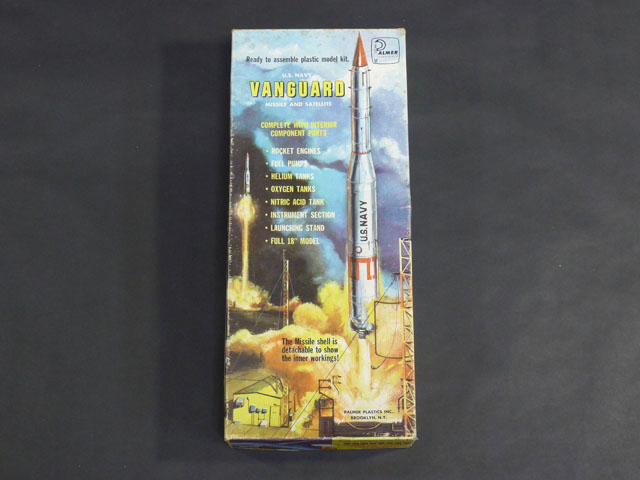 PALMER
Ready to assemble plastic model kit.
U.S. NAVY
VANGUARD
MISSILE AND SATELLITE
COMPLETE WITH INTERIOR
COMPONENT PARTS
• ROCKET ENGINES
• FUEL PUMPS
• HELIUM TANKS
• OXYGEN TANKS
• NITRIC ACID TANK
• INSTRUMENT SECTION
• LAUNCHING STAND
• FULL 18" MODEL
U.S. NAVY
The Missile shell is
detachable to show
the inner workings!
PALMER PLASTICS INC.
BROOKLYN, N.Y.